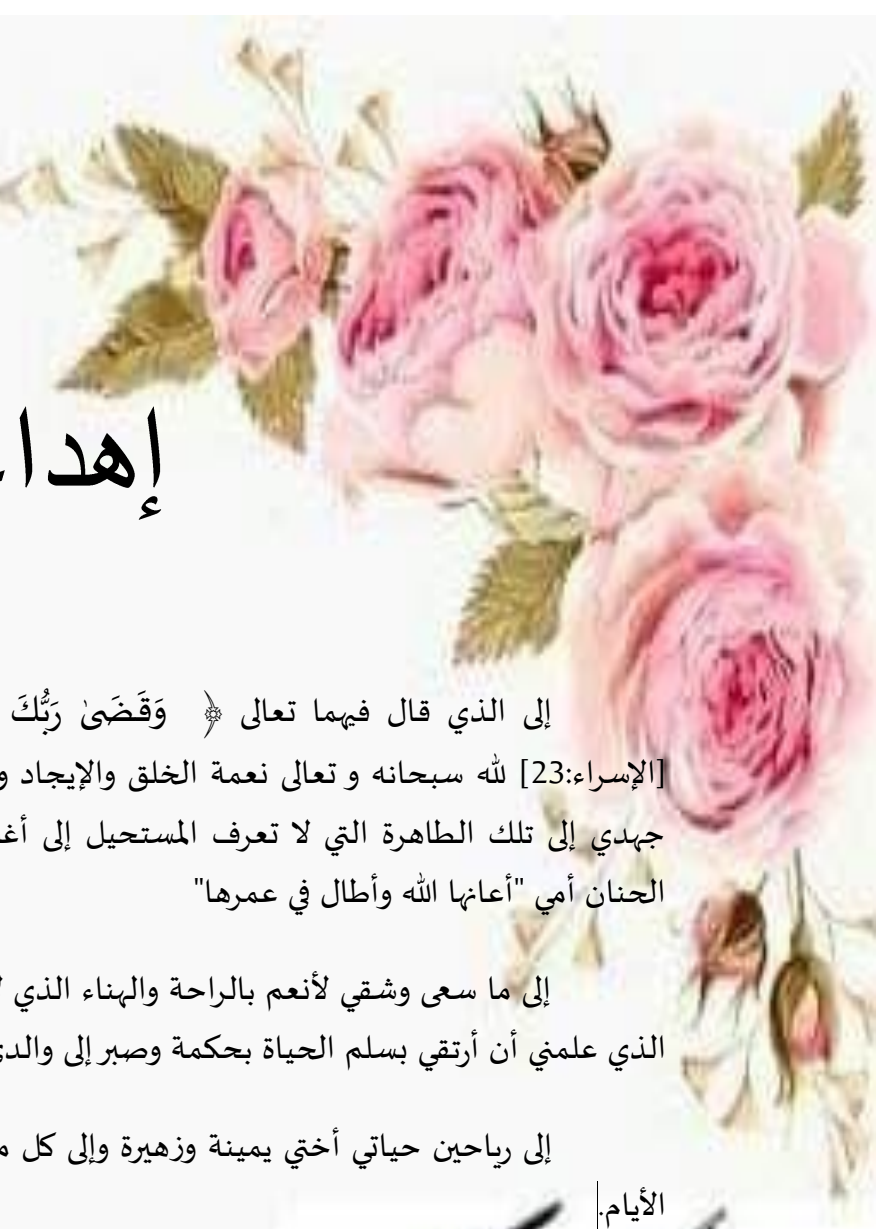 إهداء
إلى الذي قال فيهما تعالى ﴿ وَقَضَىٰ رَبُّكَ
[الإسراء:23] لله سبحانه و تعالى نعمة الخلق والإيجاد و
جهدي إلى تلك الطاهرة التي لا تعرف المستحيل إلى أغ
الحنان أمي "أعانها الله وأطال في عمرها"
إلى ما سعى وشقي لأنعم بالراحة والهناء الذي ل
الذي علمني أن أرتقي بسلم الحياة بحكمة وصبر إلى والدي
إلى رياحين حياتي أختي يمينة وزهيرة وإلى كل م
الأيام.